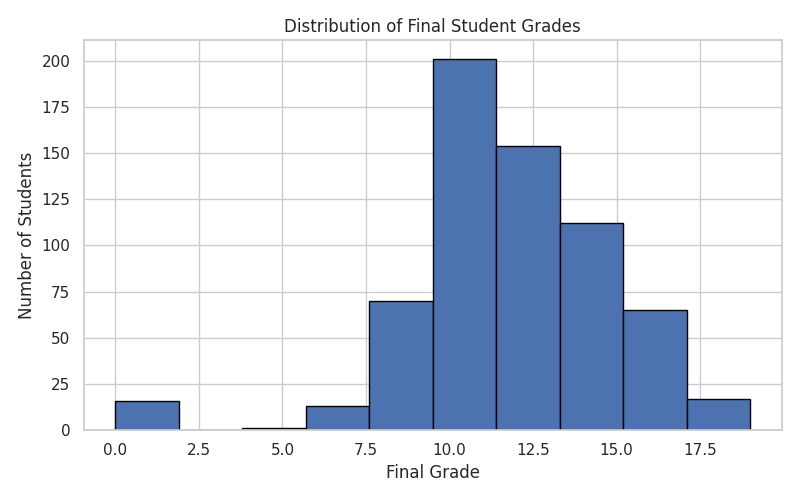 Distribution of Final Student Grades
Number of Students
200
175
150
125
100
75
50
25
0
0.0 2.5 5.0 7.5 10.0 12.5 15.0 17.5
Final Grade